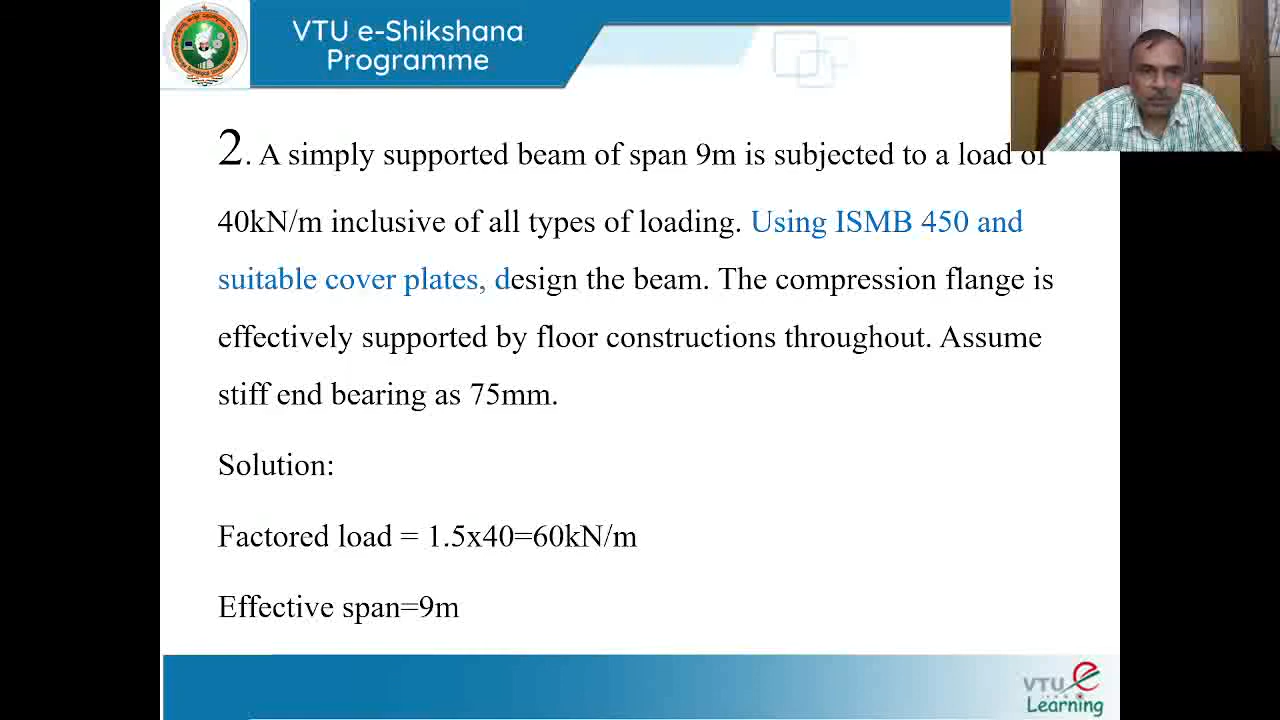 VTU e-Shikshana
Programme
2. A simply supported beam of span 9m is subjected to a load of
40kN/m inclusive of all types of loading. Using ISMB 450 and
suitable cover plates, design the beam. The compression flange is
effectively supported by floor constructions throughout. Assume
stiff end bearing as 75mm.
Solution:
Factored load = 1.5x40=60kN/m
Effective span=9m
VTU e
Learning